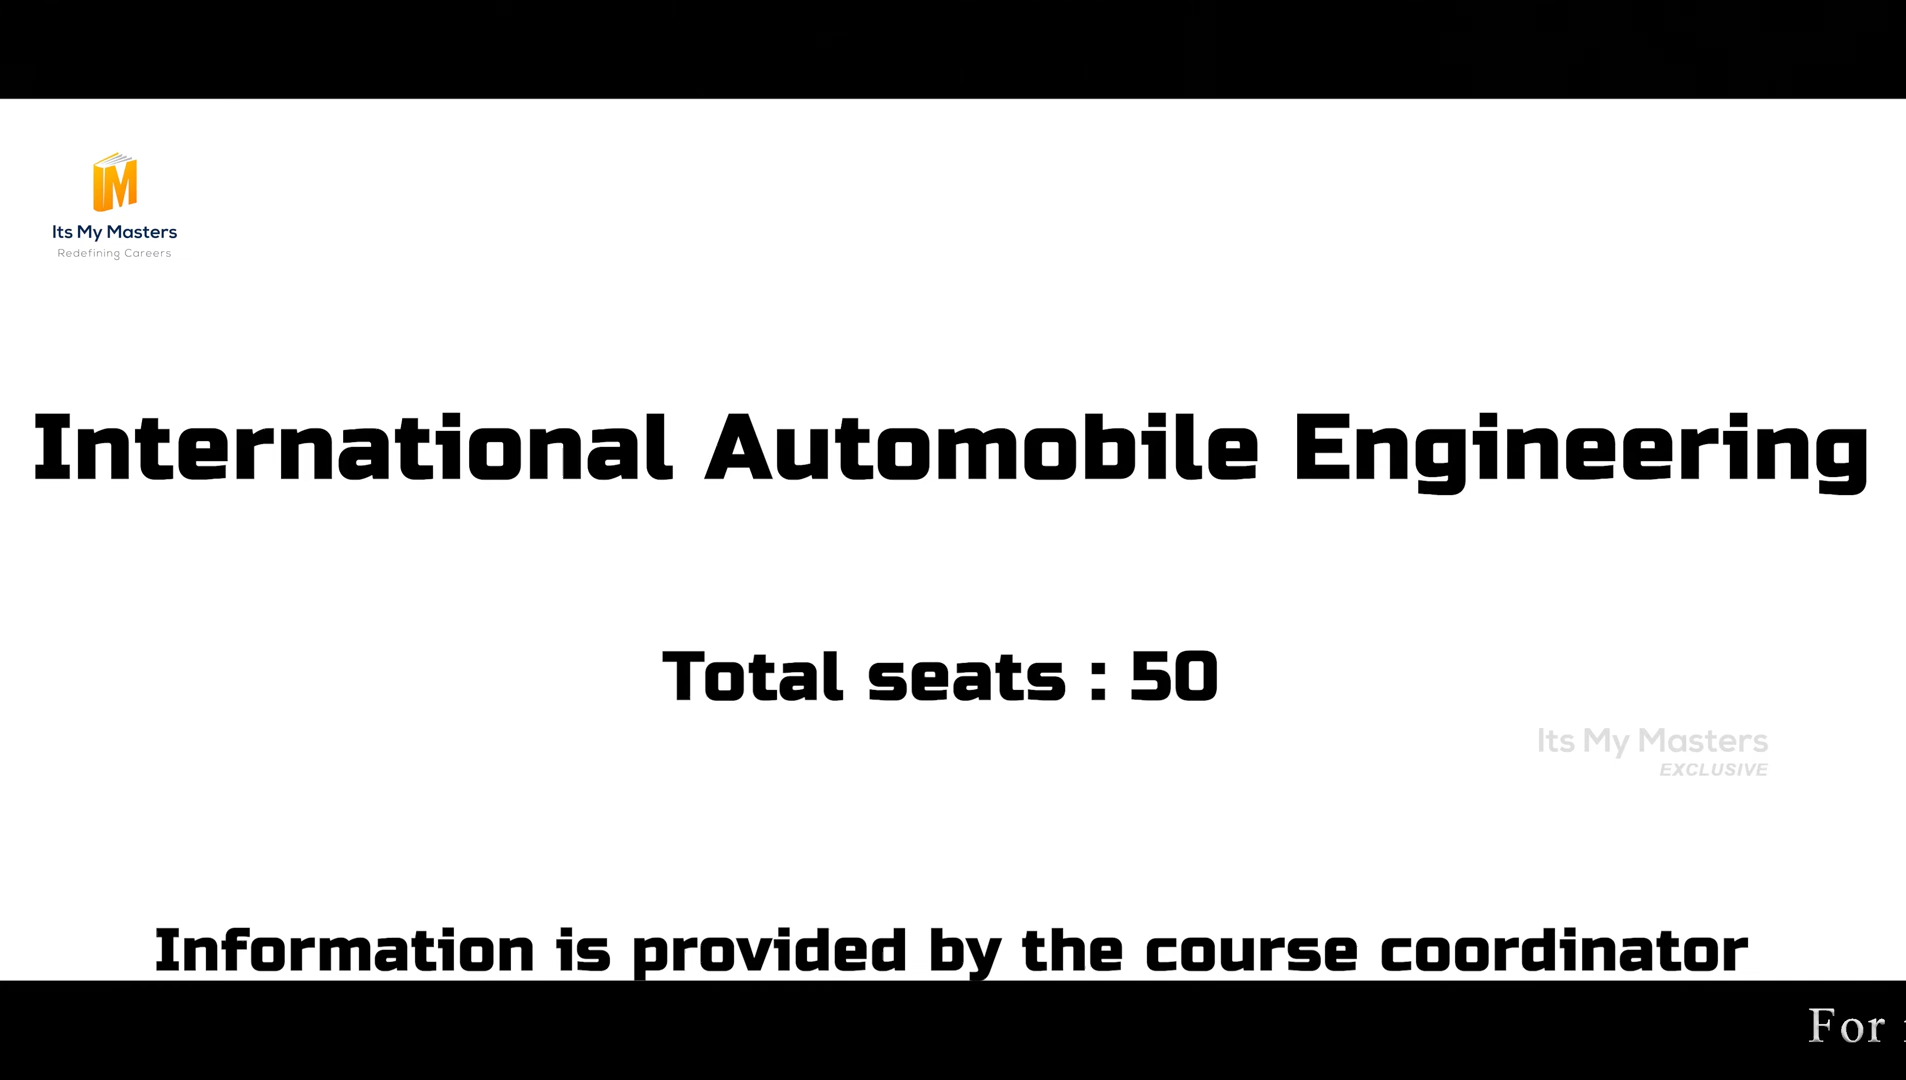 Its My Masters
Redefining Careers
International Automobile Engineering
Total seats : 50
Its My Masters
EXCLUSIVE
Information is provided by the course coordinator
For